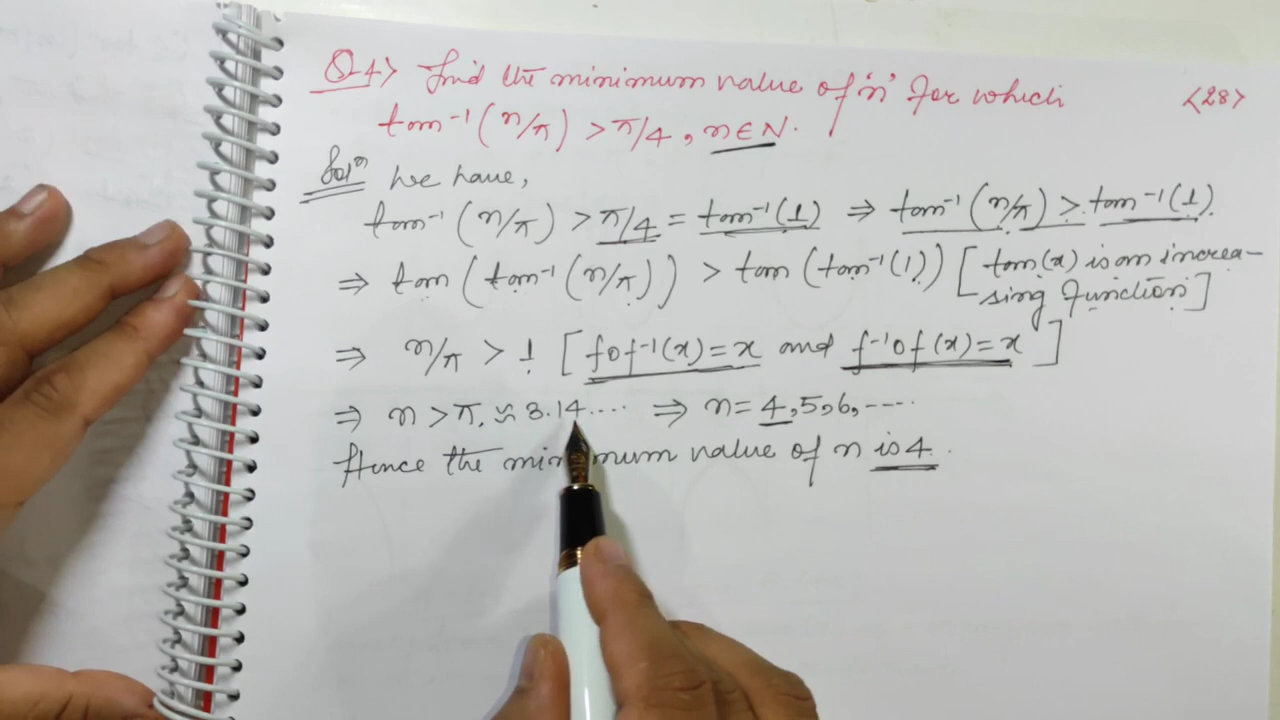 Q.4> find the minimum value of 'n' for which <28>
tan⁻¹(n/π) > π/4, n∈N.
Solⁿ We have,
tan⁻¹(n/π) > π/4 = tan⁻¹(1) ⇒ tan⁻¹(n/π) > tan⁻¹(1).
⇒ tan(tan⁻¹(n/π)) > tan(tan⁻¹(1)) [tan(x) is an increa-
sing function]
⇒ n/π > 1 [fof⁻¹(x)=x and f⁻¹of(x)=x]
⇒ n > π, ≈ 3.14.... ⇒ n = 4,5,6,----
Hence the minimum value of n is 4.